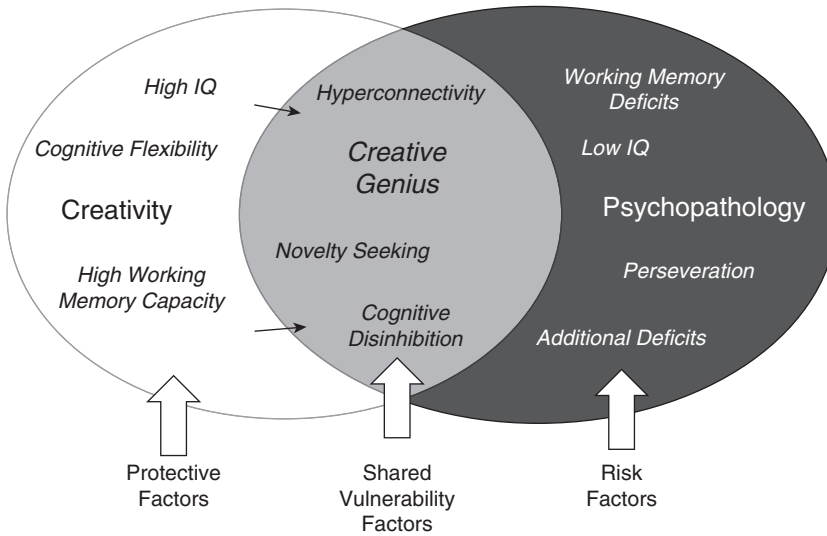 High IQ
Cognitive Flexibility
Creativity
High Working
Memory Capacity
Hyperconnectivity
Creative
Genius
Novelty Seeking
Cognitive
Disinhibition
Working Memory
Deficits
Low IQ
Psychopathology
Perseveration
Additional Deficits
Protective
Factors
Shared
Vulnerability
Factors
Risk
Factors